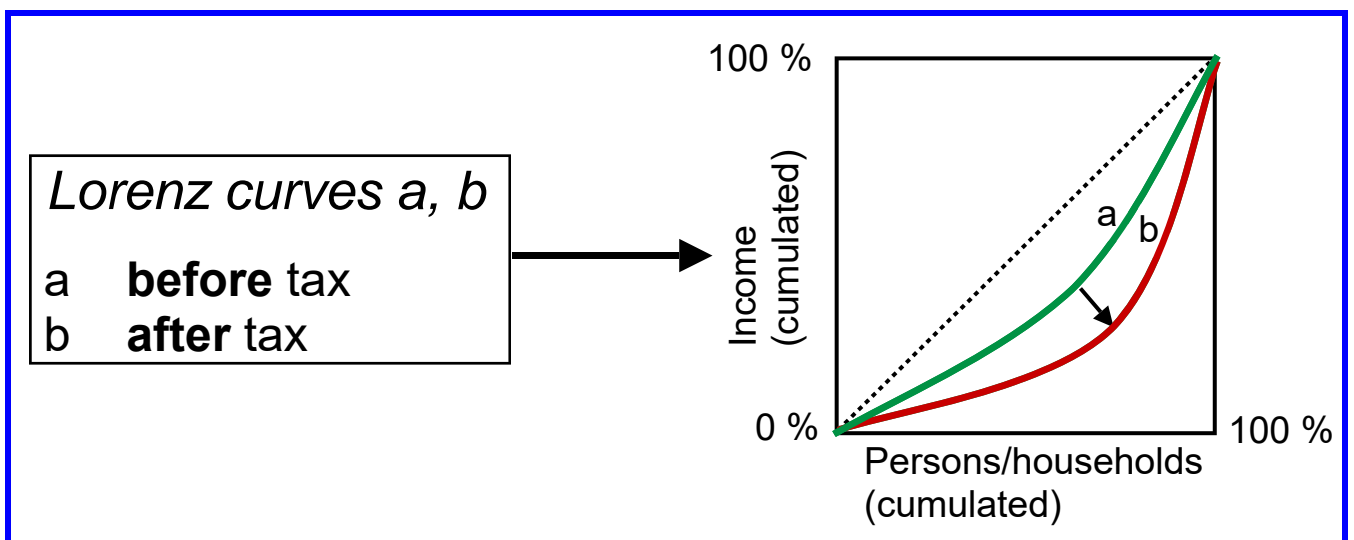 Lorenz curves a, b
a before tax
b after tax
100 %
Income
(cumulated)
a
b
0 %
100 %
Persons/households
(cumulated)